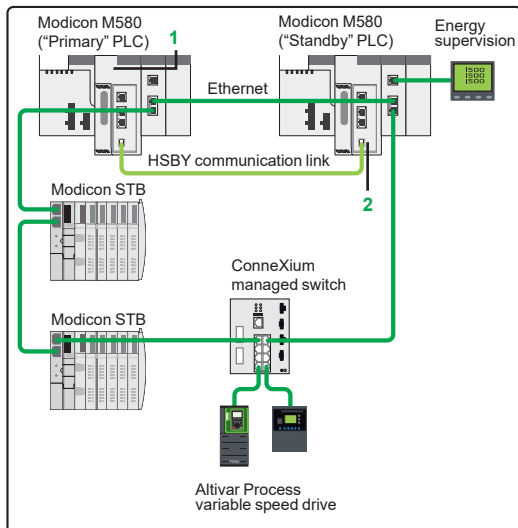 Modicon M580
("Primary" PLC)
1
Modicon M580
("Standby" PLC)
Energy
supervision
1500
1500
1500
Ethernet
HSBY communication link
2
Modicon STB
ConneXium
managed switch
Modicon STB
Altivar Process
variable speed drive